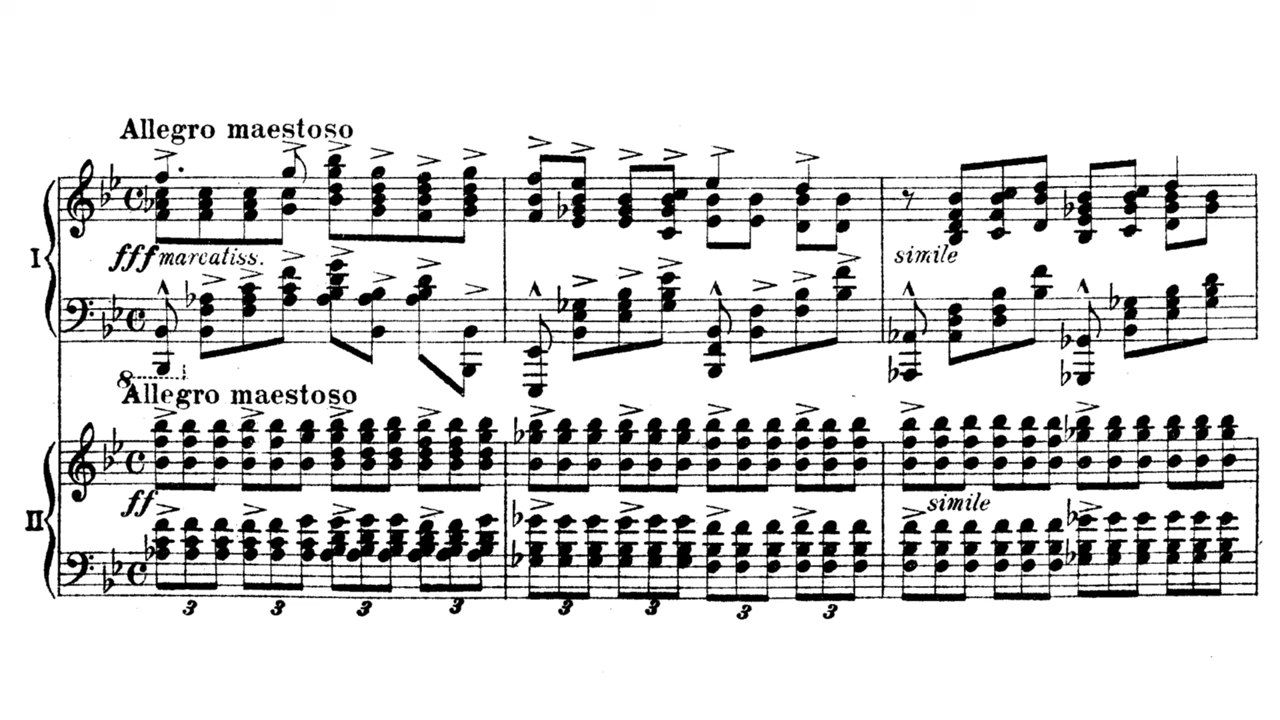 Allegro maestoso
I
fff marcatiss.
simile
8
Allegro maestoso
II
ff
simile
3 3 3 3 3 3 3 3